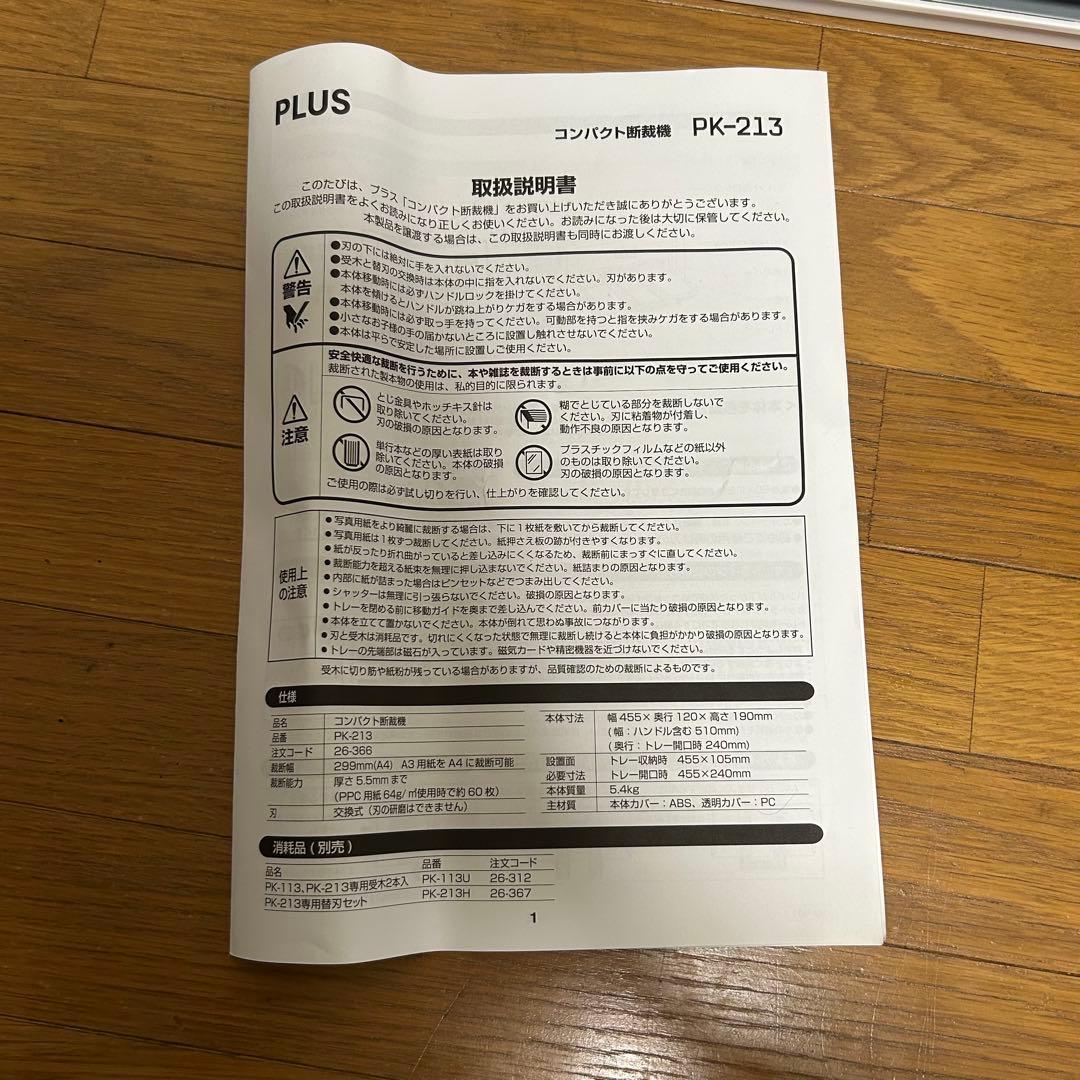 PLUS
コンパクト断裁機 PK-213
取扱説明書
このたびは、プラス「コンパクト断裁機」をお買い上げいただき誠にありがとうございます。
この取扱説明書をよくお読みになり正しくお使いください。お読みになった後は大切に保管してください。
本製品を譲渡する場合は、この取扱説明書も同時にお渡しください。
警告
●刃の下には絶対に手を入れないでください。
●受木と替刃の交換時は本体の中に指を入れないでください。刃があります。
●本体移動時には必ずハンドルロックを掛けてください。
本体を傾けるとハンドルが跳ね上がりケガをする場合があります。
●本体移動時には必ず取っ手を持ってください。可動部を持つと指を挟みケガをする場合があります。
●小さなお子様の手の届かないところに設置し触れさせないでください。
●本体は平らで安定した場所に設置しご使用ください。
注意
安全快適な裁断を行うために、本や雑誌を裁断するときは事前に以下の点を守ってご使用ください。
裁断された製本物の使用は、私的目的に限られます。
とじ金具やホッチキス針は
取り除いてください。
刃の破損の原因となります。
糊でとじている部分を裁断しないで
ください。刃に粘着物が付着し、
動作不良の原因となります。
単行本などの厚い表紙は取り
除いてください。本体の破損
の原因となります。
プラスチックフィルムなどの紙以外
のものは取り除いてください。
刃の破損の原因となります。
ご使用の際は必ず試し切りを行い、仕上がりを確認してください。
使用上
の注意
●写真用紙をより綺麗に裁断する場合は、下に1枚紙を敷いてから裁断してください。
●写真用紙は1枚ずつ裁断してください。紙押さえ板の跡が付きやすくなります。
●紙が反ったり折れ曲がっていると差し込みにくくなるため、裁断前にまっすぐに直してください。
●裁断能力を超える紙束を無理に押し込まないでください。紙詰まりの原因となります。
●内部に紙が詰まった場合はピンセットなどでつまみ出してください。
●シャッターは無理に引っ張らないでください。破損の原因となります。
●トレーを閉める前に移動ガイドを奥まで差し込んでください。前カバーに当たり破損の原因となります。
●本体を立てて置かないでください。本体が倒れて思わぬ事故につながります。
●刃と受木は消耗品です。切れにくくなった状態で無理に裁断し続けると本体に負担がかかり破損の原因となります。
●トレーの先端部は磁石が入っています。磁気カードや精密機器を近づけないでください。
受木に切り筋や紙粉が残っている場合がありますが、品質確認のための裁断によるものです。
仕様
品名 コンパクト断裁機
品番 PK-213
注文コード 26-366
裁断幅 299mm(A4) A3用紙をA4に裁断可能
裁断能力 厚さ5.5mmまで
(PPC用紙64g/㎡使用時で約60枚)
刃 交換式(刃の研磨はできません)
本体寸法 幅455×奥行120×高さ190mm
(幅:ハンドル含む510mm)
(奥行:トレー開口時240mm)
設置面 トレー収納時 455×105mm
必要寸法 トレー開口時 455×240mm
本体質量 5.4kg
主材質 本体カバー:ABS、透明カバー:PC
消耗品(別売)
品名 品番 注文コード
PK-113、PK-213専用受木2本入 PK-113U 26-312
PK-213専用替刃セット PK-213H 26-367
1